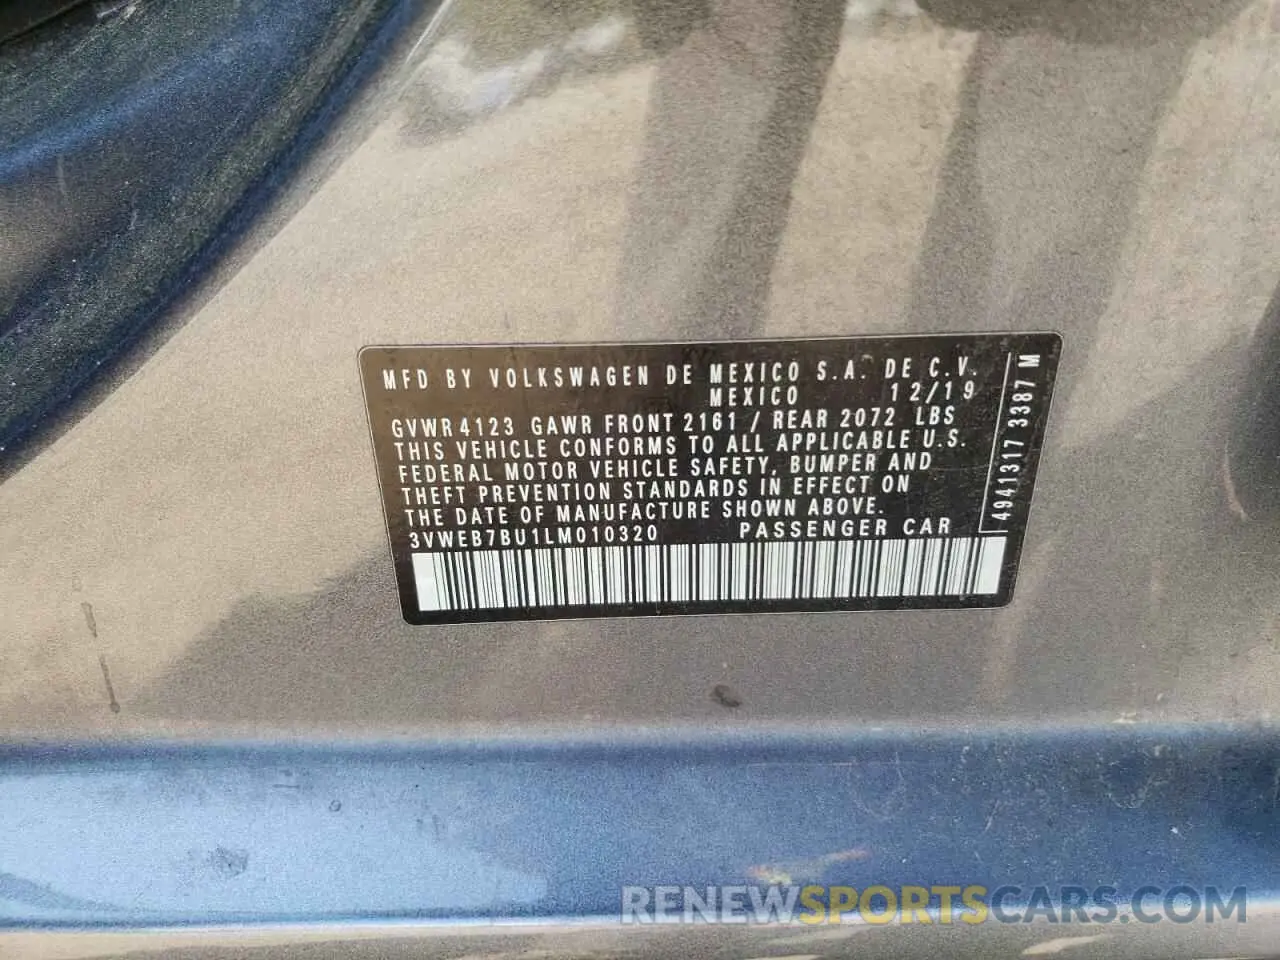 MFD BY VOLKSWAGEN DE MEXICO S.A. DE C.V.
MEXICO 12/19
GVWR 4123 GAWR FRONT 2161 / REAR 2072 LBS
THIS VEHICLE CONFORMS TO ALL APPLICABLE U.S.
FEDERAL MOTOR VEHICLE SAFETY, BUMPER AND
THEFT PREVENTION STANDARDS IN EFFECT ON
THE DATE OF MANUFACTURE SHOWN ABOVE.
3VWEB7BU1LM010320 PASSENGER CAR
4941317 3387 M
RENEWSPORTSCARS.COM